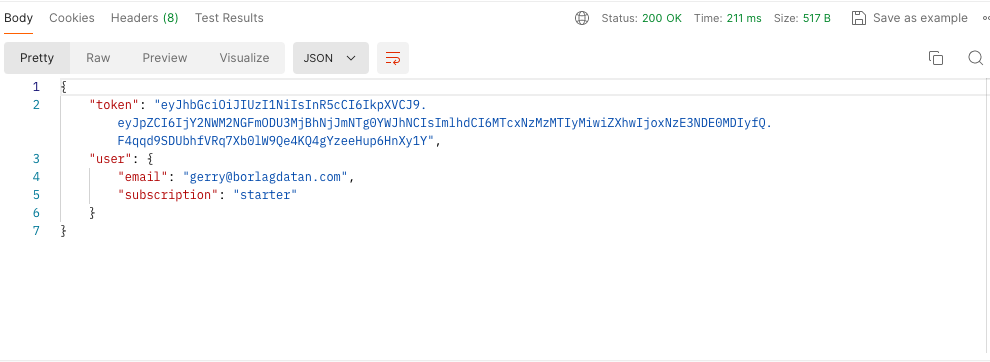 Body Cookies Headers (8) Test Results Status: 200 OK Time: 211 ms Size: 517 B Save as example
Pretty Raw Preview Visualize JSON
1 {
2 "token": "eyJhbGciOiJIUzI1NiIsInR5cCI6IkpXVCJ9.
eyJpZCI6IjY2NWM2NGFmODU3MjBhNjJmNTg0YWJhNCIsImlhdCI6MTcxNzMzMTIyMiwiZXhwIjoxNzE3NDE0MDIyfQ.
F4qqd9SDUbhfVRq7Xb0lW9Qe4KQ4gYzeeHup6HnXy1Y",
3 "user": {
4 "email": "gerry@borlagdatan.com",
5 "subscription": "starter"
6 }
7 }